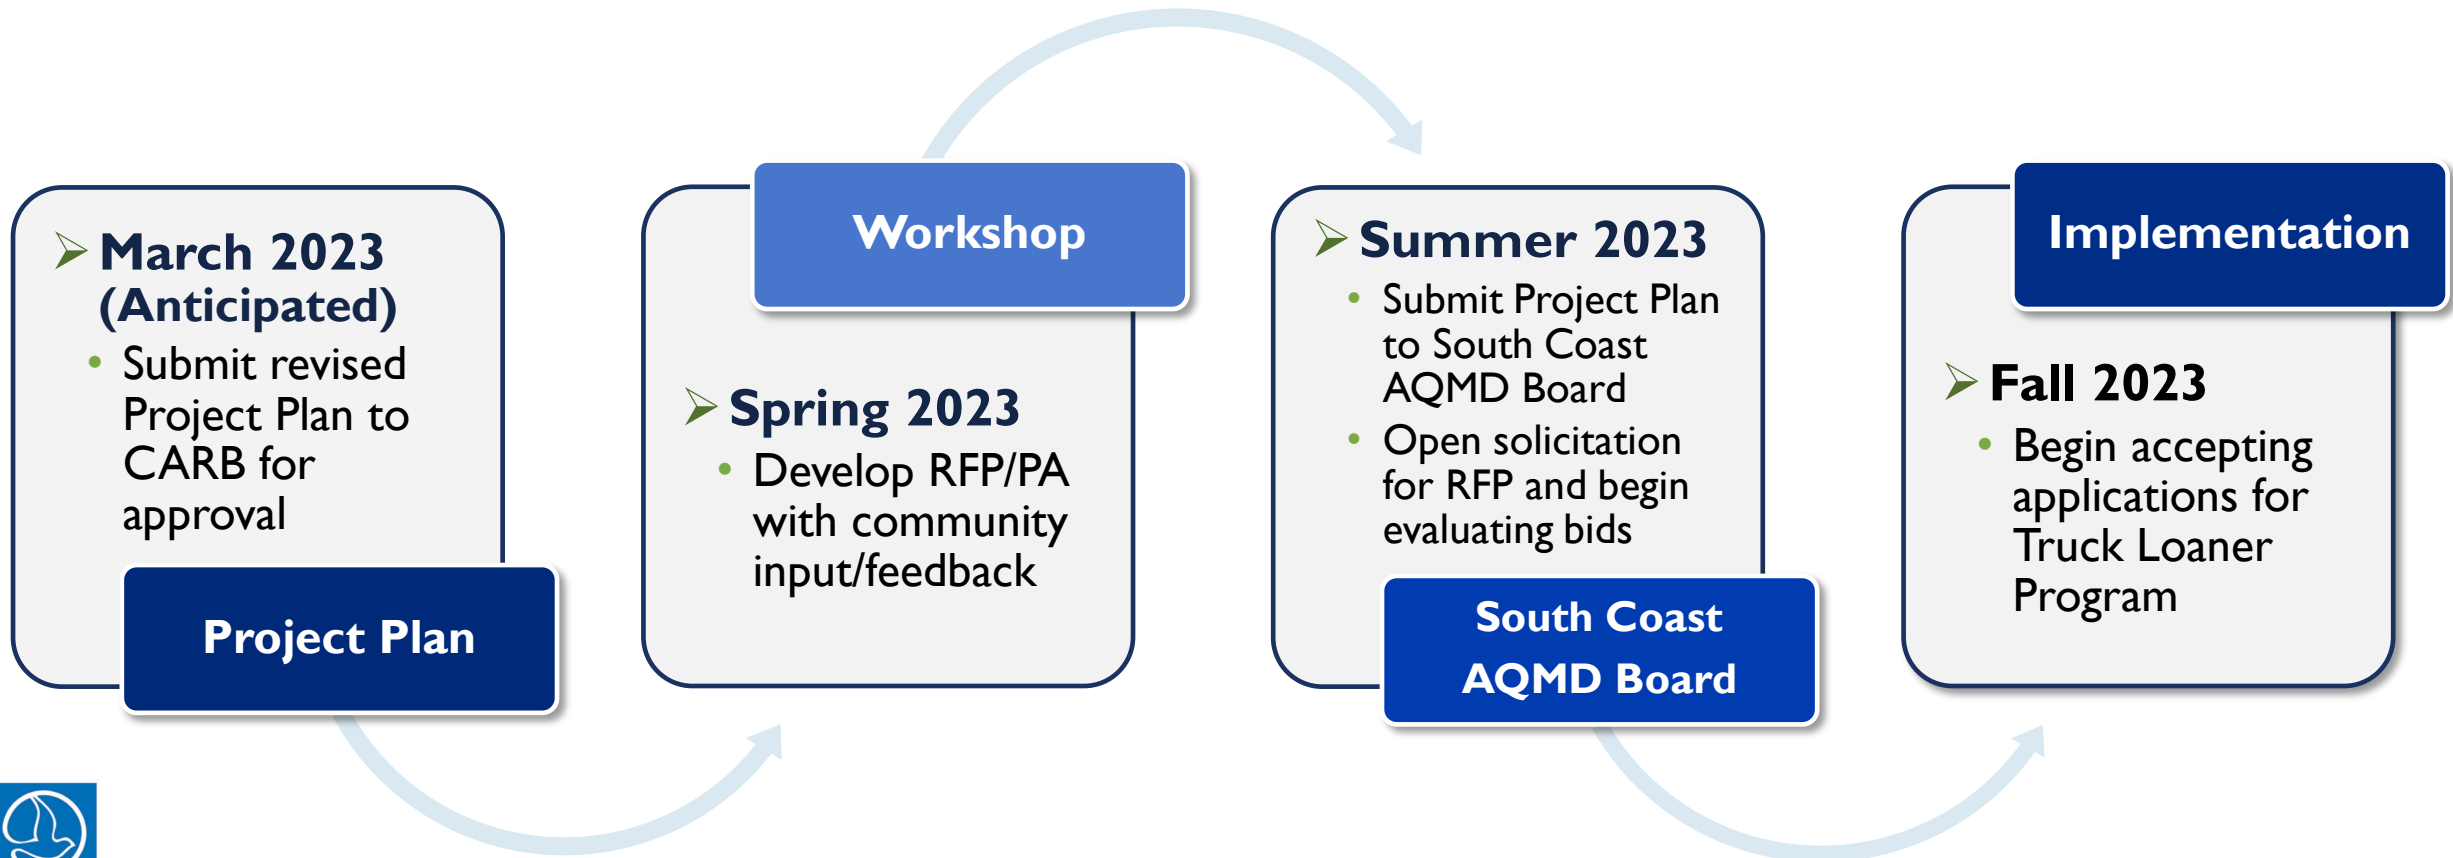 March 2023
(Anticipated)
Submit revised
Project Plan to
CARB for
approval
Project Plan
Workshop
Spring 2023
Develop RFP/PA
with community
input/feedback
Summer 2023
Submit Project Plan
to South Coast
AQMD Board
Open solicitation
for RFP and begin
evaluating bids
South Coast
AQMD Board
Implementation
Fall 2023
Begin accepting
applications for
Truck Loaner
Program